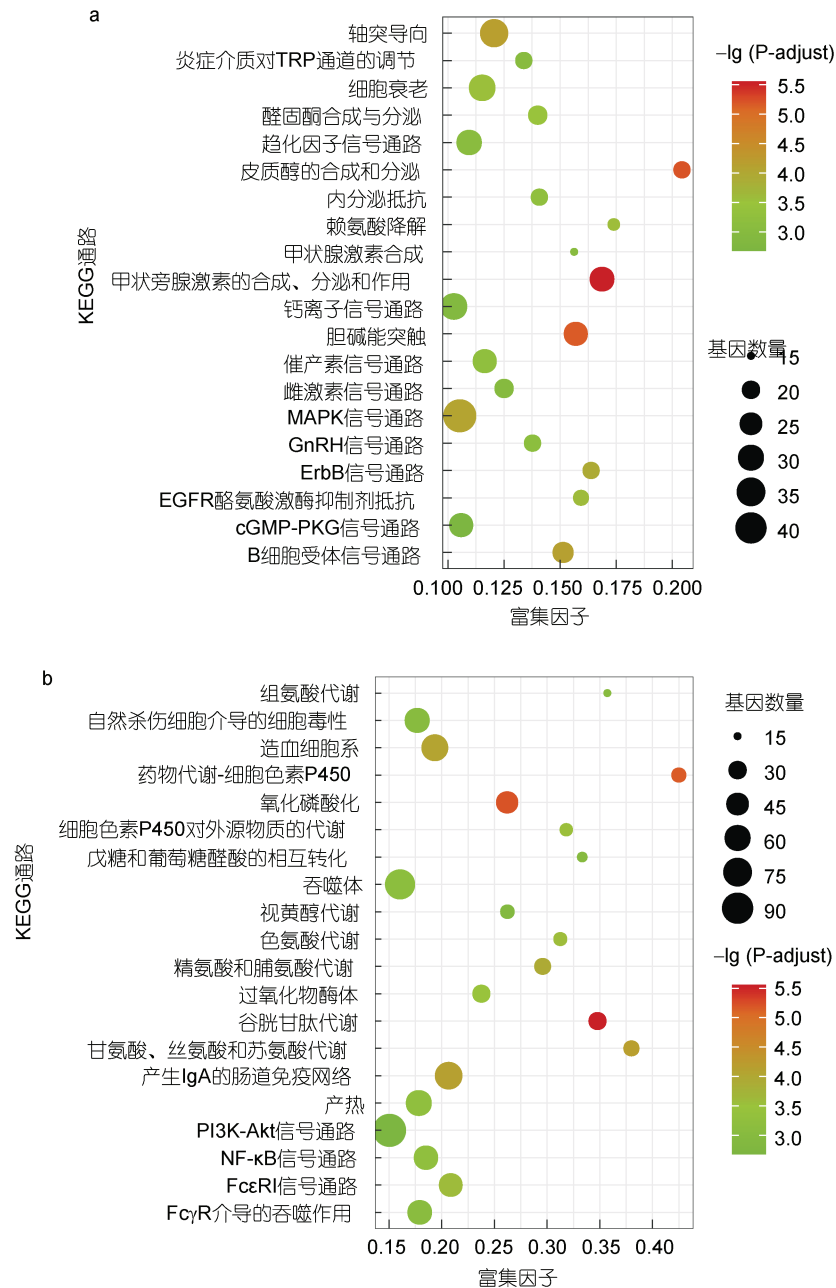 a
轴突导向
炎症介质对TRP通道的调节
细胞衰老
醛固酮合成与分泌
趋化因子信号通路
皮质醇的合成和分泌
内分泌抵抗
赖氨酸降解
甲状腺激素合成
甲状旁腺激素的合成、分泌和作用
钙离子信号通路
胆碱能突触
催产素信号通路
雌激素信号通路
MAPK信号通路
GnRH信号通路
ErbB信号通路
EGFR酪氨酸激酶抑制剂抵抗
cGMP-PKG信号通路
B细胞受体信号通路
KEGG通路
0.100 0.125 0.150 0.175 0.200
富集因子
−lg (P-adjust)
5.5
5.0
4.5
4.0
3.5
3.0
基因数量
15
20
25
30
35
40
b
组氨酸代谢
自然杀伤细胞介导的细胞毒性
造血细胞系
药物代谢-细胞色素P450
氧化磷酸化
细胞色素P450对外源物质的代谢
戊糖和葡萄糖醛酸的相互转化
吞噬体
视黄醇代谢
色氨酸代谢
精氨酸和脯氨酸代谢
过氧化物酶体
谷胱甘肽代谢
甘氨酸、丝氨酸和苏氨酸代谢
产生IgA的肠道免疫网络
产热
PI3K-Akt信号通路
NF-κB信号通路
FcεRI信号通路
FcγR介导的吞噬作用
KEGG通路
0.15 0.20 0.25 0.30 0.35 0.40
富集因子
基因数量
15
30
45
60
75
90
−lg (P-adjust)
5.5
5.0
4.5
4.0
3.5
3.0